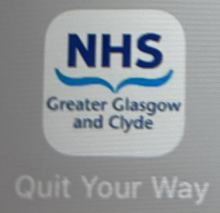 NHS
Greater Glasgow
and Clyde
Quit Your Way